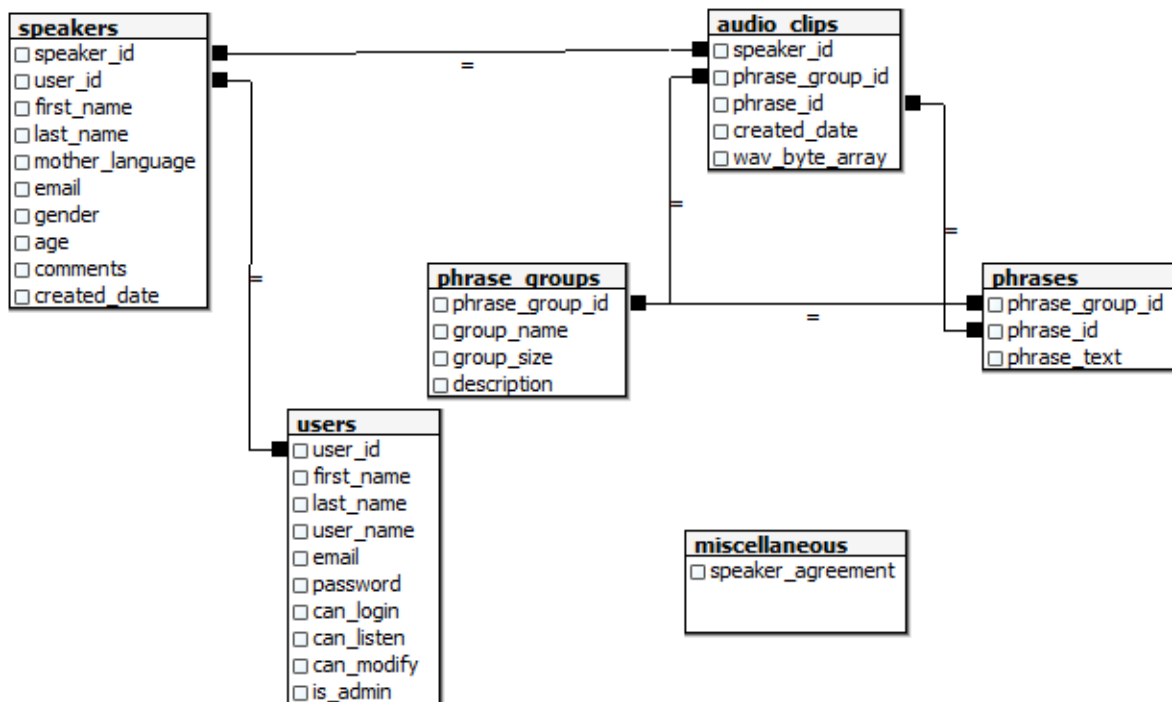 speakers
speaker_id
user_id
first_name
last_name
mother_language
email
gender
age
comments
created_date
audio_clips
speaker_id
phrase_group_id
phrase_id
created_date
wav_byte_array
=
=
=
=
=
phrase_groups
phrase_group_id
group_name
group_size
description
phrases
phrase_group_id
phrase_id
phrase_text
users
user_id
first_name
last_name
user_name
email
password
can_login
can_listen
can_modify
is_admin
miscellaneous
speaker_agreement